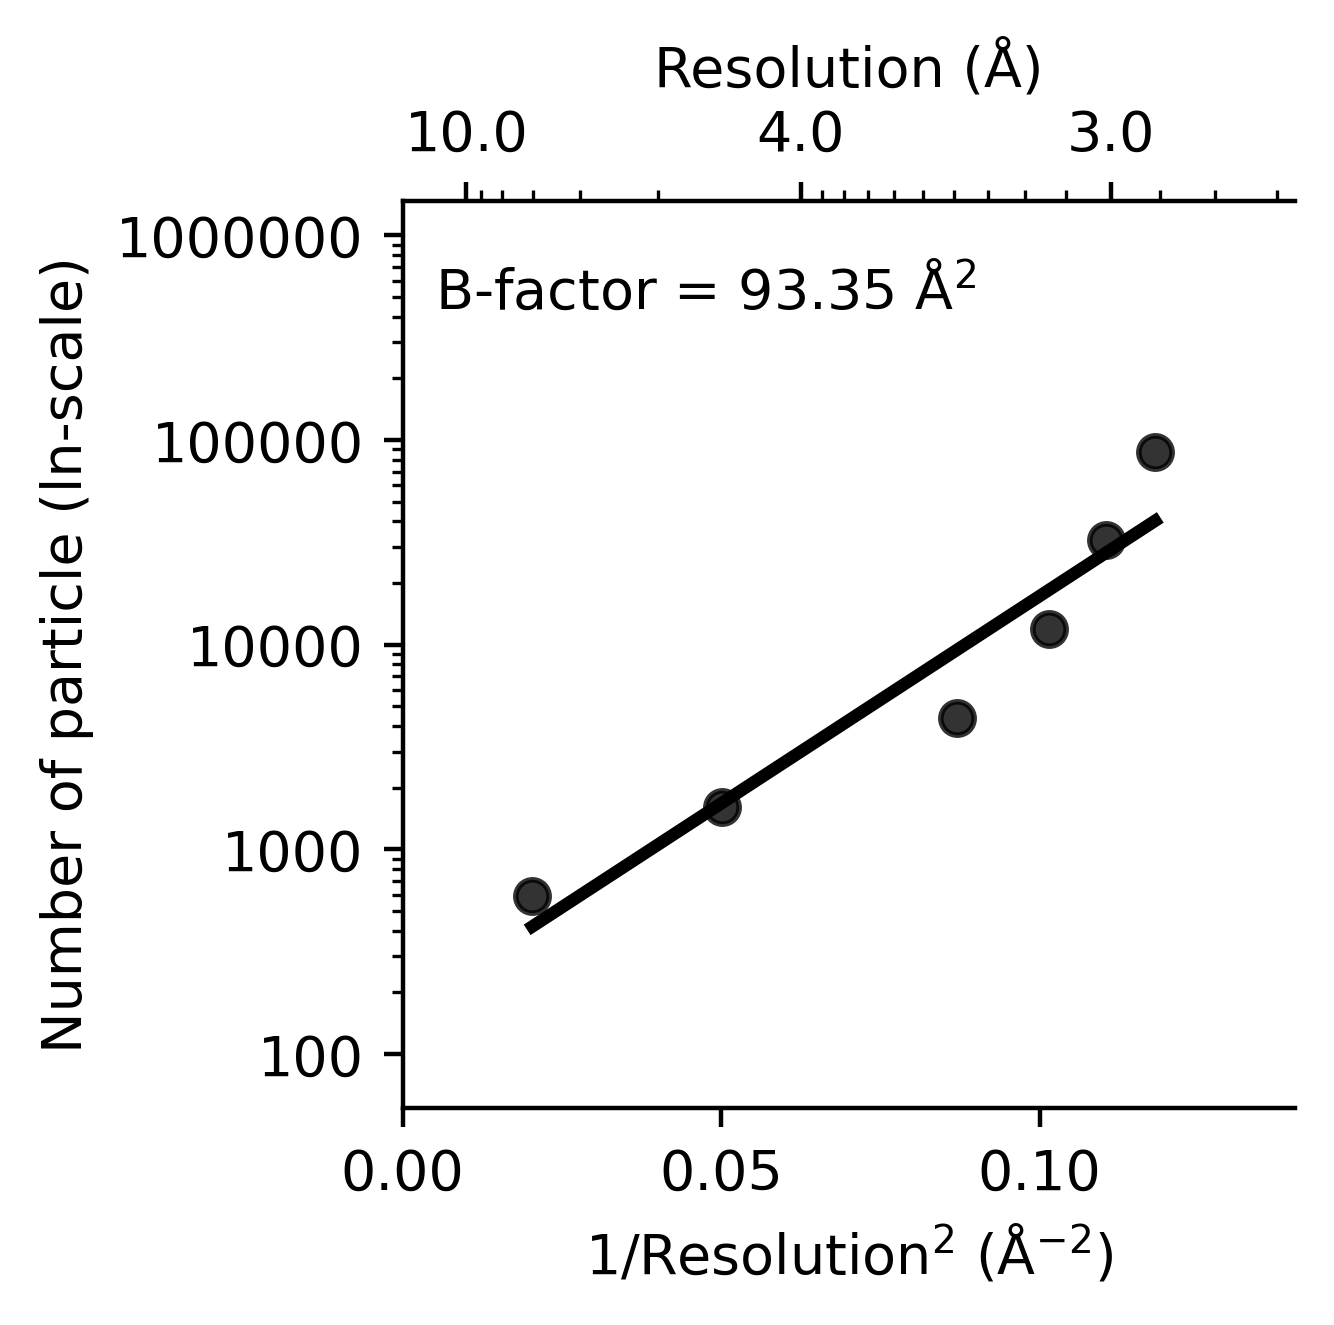 Resolution (Å)
10.0 4.0 3.0
1000000
B-factor = 93.35 Å²
100000
10000
1000
100
Number of particle (ln-scale)
0.00 0.05 0.10
1/Resolution² (Å⁻²)